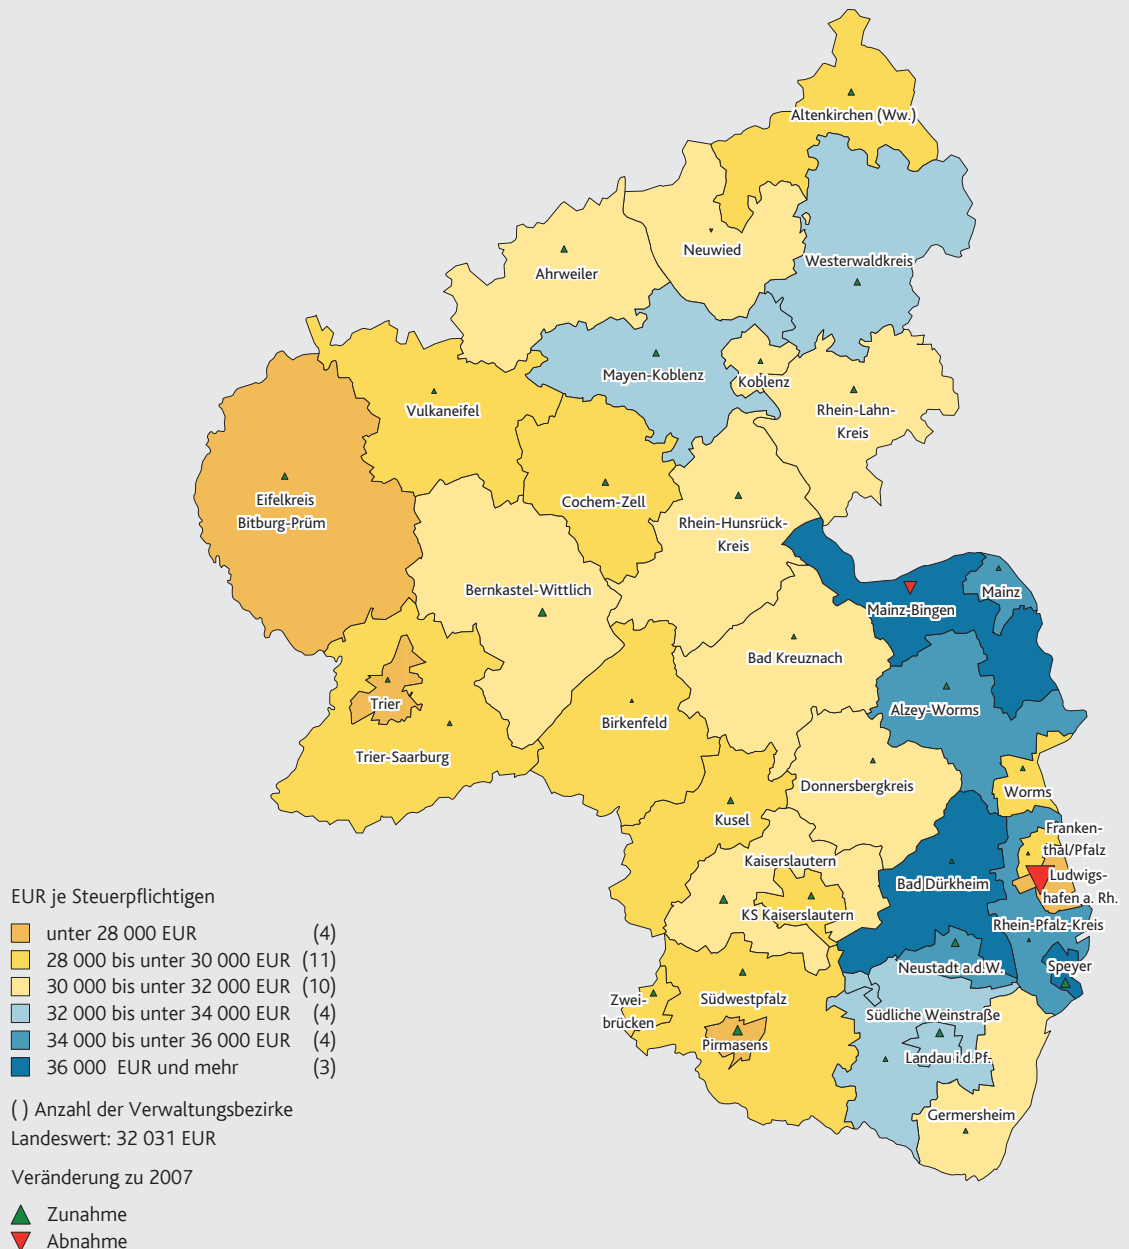 Altenkirchen (Ww.)
Neuwied
Westerwaldkreis
Ahrweiler
Mayen-Koblenz
Koblenz
Rhein-Lahn-
Kreis
Vulkaneifel
Eifelkreis
Bitburg-Prüm
Cochem-Zell
Rhein-Hunsrück-
Kreis
Bernkastel-Wittlich
Mainz
Mainz-Bingen
Bad Kreuznach
Trier
Alzey-Worms
Birkenfeld
Trier-Saarburg
Donnersbergkreis
Worms
Kusel
Franken-
thal/Pfalz
Kaiserslautern
Ludwigs-
hafen a. Rh.
Bad Dürkheim
KS Kaiserslautern
Rhein-Pfalz-Kreis
Neustadt a.d.W.
Speyer
Zwei-
brücken
Südwestpfalz
Südliche Weinstraße
Pirmasens
Landau i.d.Pf.
Germersheim
EUR je Steuerpflichtigen
unter 28 000 EUR (4)
28 000 bis unter 30 000 EUR (11)
30 000 bis unter 32 000 EUR (10)
32 000 bis unter 34 000 EUR (4)
34 000 bis unter 36 000 EUR (4)
36 000 EUR und mehr (3)
( ) Anzahl der Verwaltungsbezirke
Landeswert: 32 031 EUR
Veränderung zu 2007
Zunahme
Abnahme